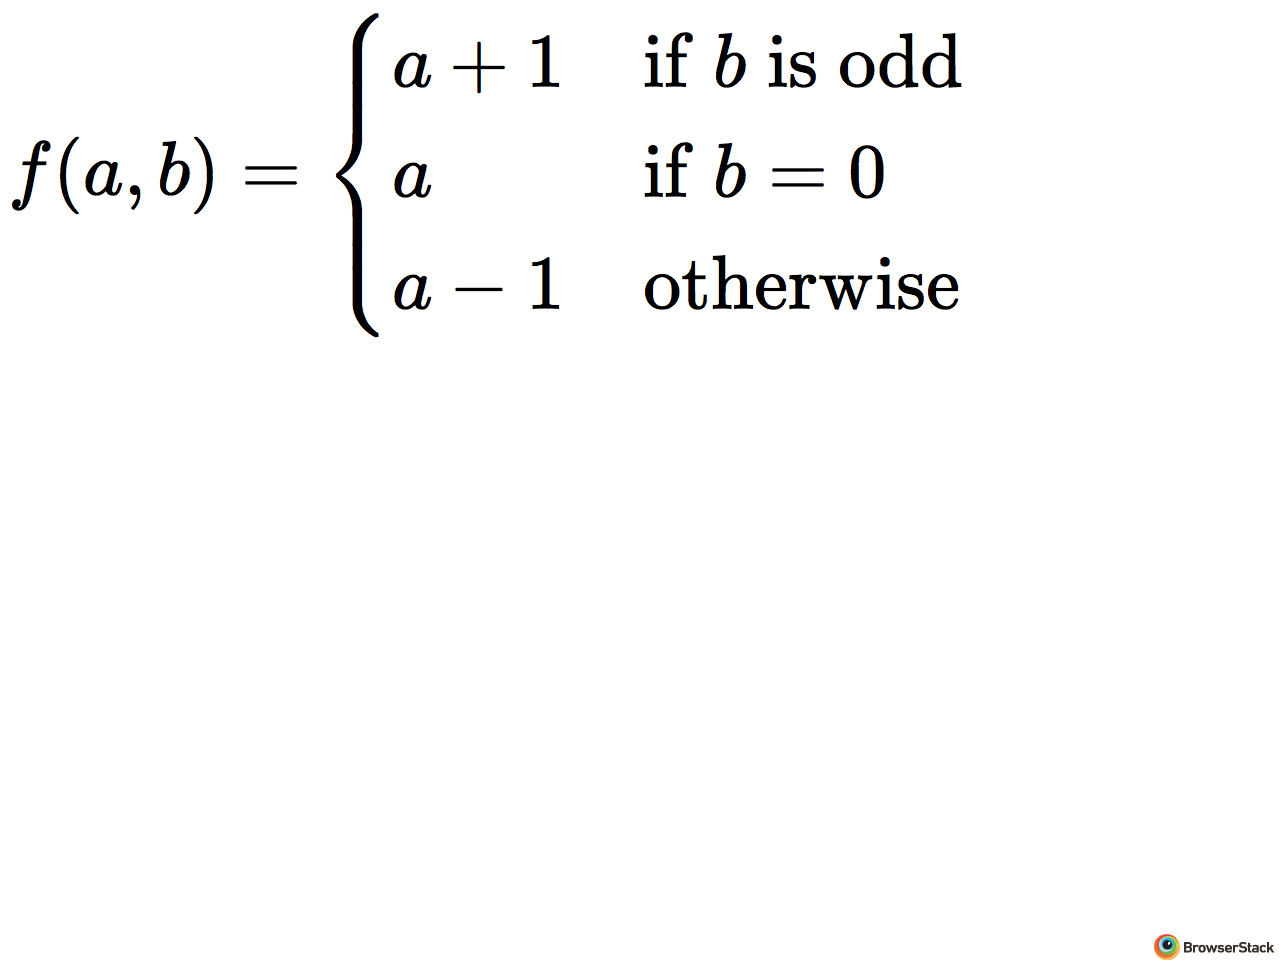 a + 1 if b is odd
f(a, b) = { a if b = 0
a − 1 otherwise
BrowserStack